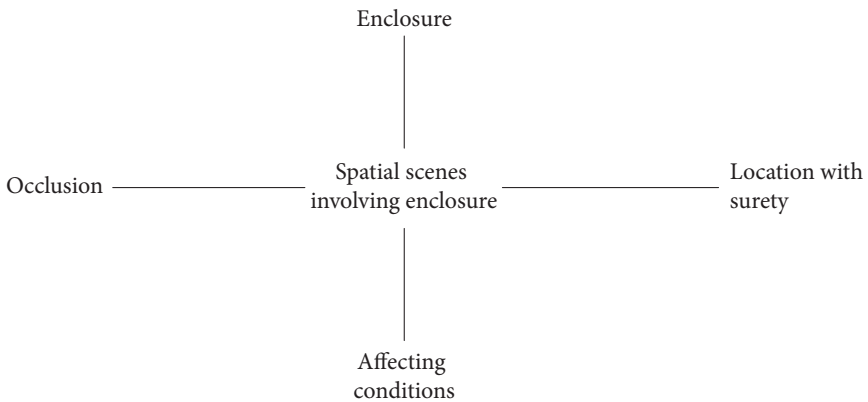 Enclosure
Occlusion
Spatial scenes
involving enclosure
Location with
surety
Affecting
conditions